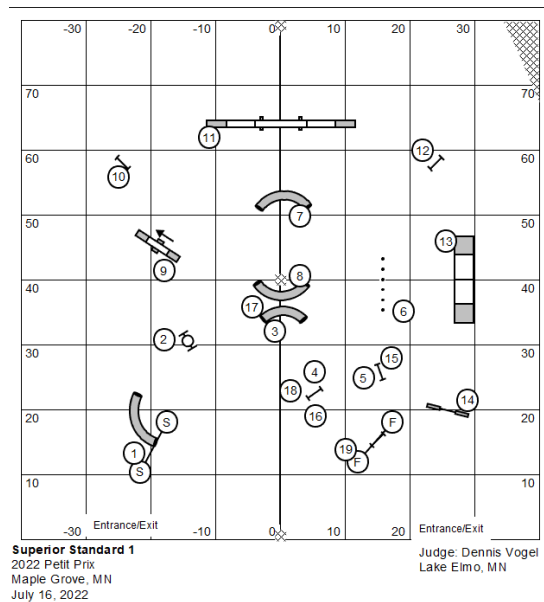 -30 -20 -10 0 10 20 30
70 70
11 12
60 60
10
7
50 50
13
9 8
40 40
17 6
3
2
30 30
15
4 5
18 14
16
20 20
S F
1 19
S F
10 10
Entrance/Exit Entrance/Exit
-30 -20 -10 0 10 20
Superior Standard 1
2022 Petit Prix
Maple Grove, MN
July 16, 2022
Judge: Dennis Vogel
Lake Elmo, MN